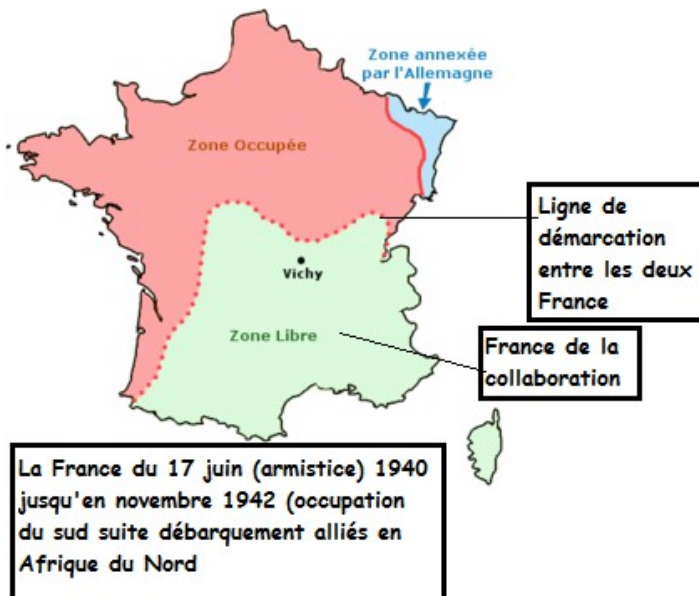 Zone annexée
par l'Allemagne
Zone Occupée
Ligne de
démarcation
entre les deux
France
Vichy
Zone Libre
France de la
collaboration
La France du 17 juin (armistice) 1940
jusqu'en novembre 1942 (occupation
du sud suite débarquement alliés en
Afrique du Nord